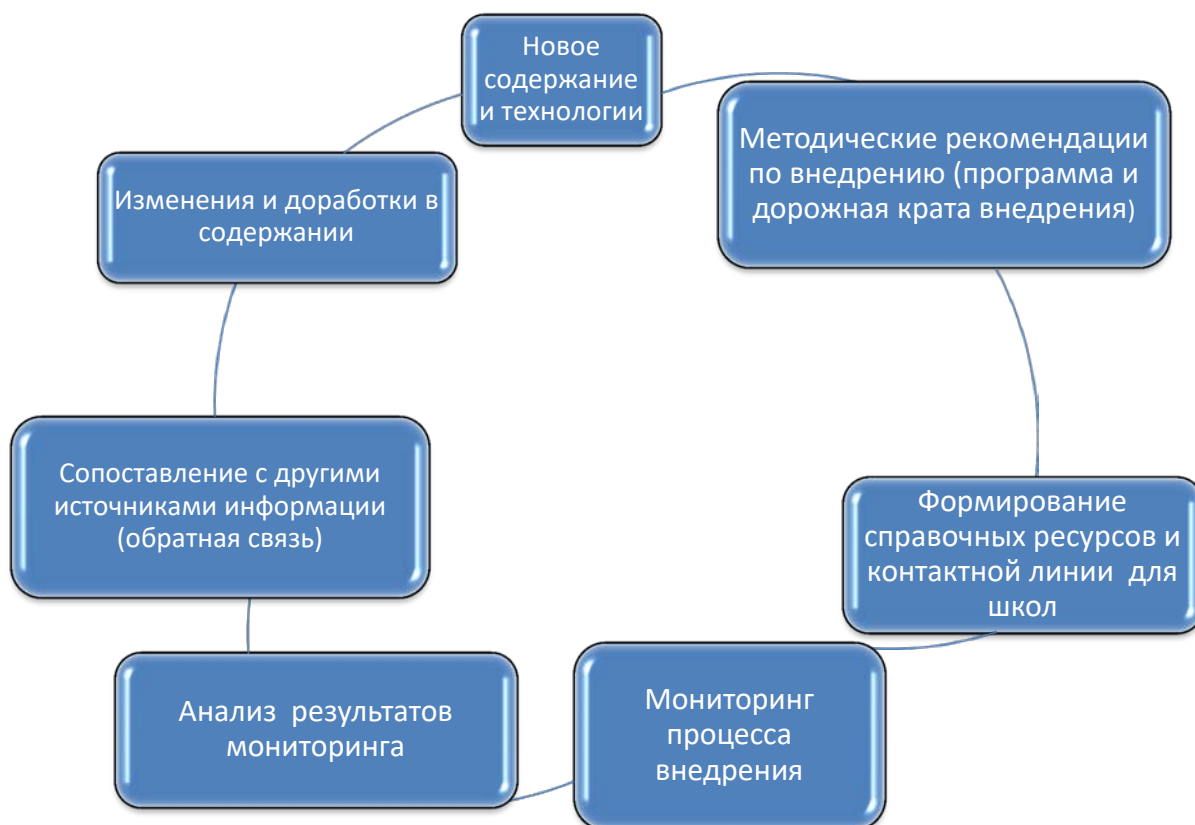 Новое
содержание
и технологии
Методические рекомендации
по внедрению (программа и
дорожная крата внедрения)
Формирование
справочных ресурсов и
контактной линии для
школ
Мониторинг
процесса
внедрения
Анализ результатов
мониторинга
Сопоставление с другими
источниками информации
(обратная связь)
Изменения и доработки в
содержании